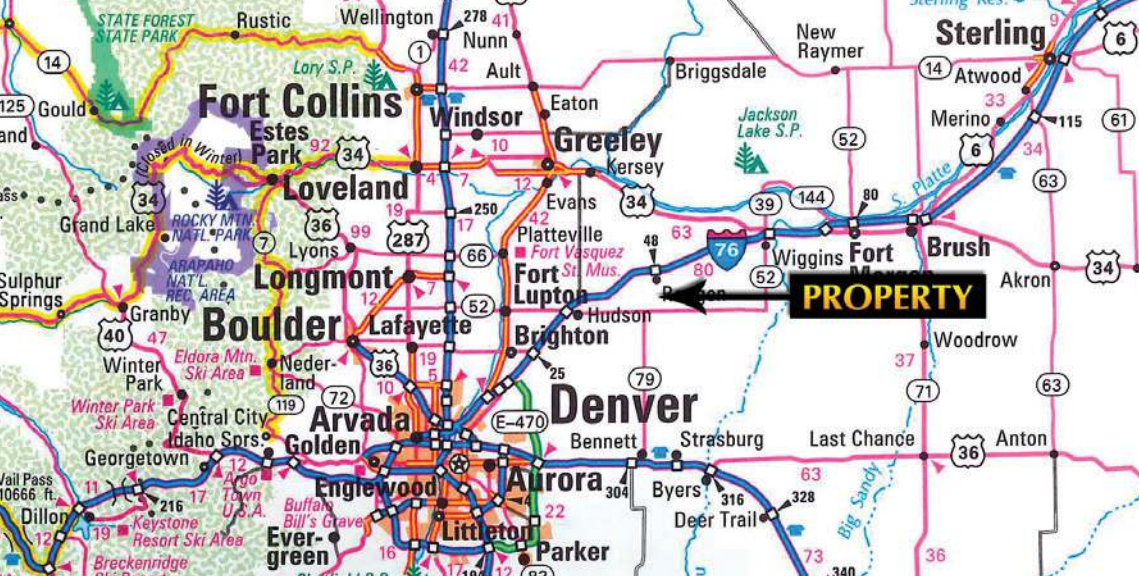 STATE FOREST
STATE PARK
Rustic
Wellington
278
41
Sterling Res.
9
6
Nunn
1
New
Raymer
Sterling
14
42
Ault
Lory S.P.
Briggsdale
14
Atwood
125
Gould
Fort Collins
Eaton
33
Windsor
Jackson
Lake S.P.
Merino
115
61
Estes
Park
92
34
10
Greeley
52
6
34
(Closed in Winter)
Loveland
4
7
Kersey
12
S. Platte
63
34
Grand Lake
ROCKY MTN
NATL. PARK
36
19
250
Evans
34
39
144
80
17
42
287
7
Lyons
99
Platteville
63
48
76
Wiggins
Fort
Brush
66
Fort Vasquez
St. Mus.
80
52
Sulphur
Springs
ARAPAHO
NAT'L
REC. AREA
Longmont
7
Fort
Lupton
Akron
34
PROPERTY
Granby
12
52
Hudson
40
47
Boulder
Lafayette
Brighton
Woodrow
Winter
Park
Eldora Mtn.
Ski Area
Neder-
land
36
19
5
25
37
10
79
71
63
Winter Park
Ski Area
119
72
E-470
Denver
Central City
Arvada
Idaho Sprs.
Golden
Bennett
Strasburg
Last Chance
Anton
36
Georgetown
12
63
Vail Pass
10666 ft.
11
17
216
Argo
Town
U.S.A.
Englewood
Aurora
304
Byers
316
328
Big Sandy
Dillon
Buffalo
Bill's Grave
4
22
Deer Trail
12
19
Keystone
Resort Ski Area
Littleton
Ever-
green
16
Parker
73
36
Breckenridge
17
12
340